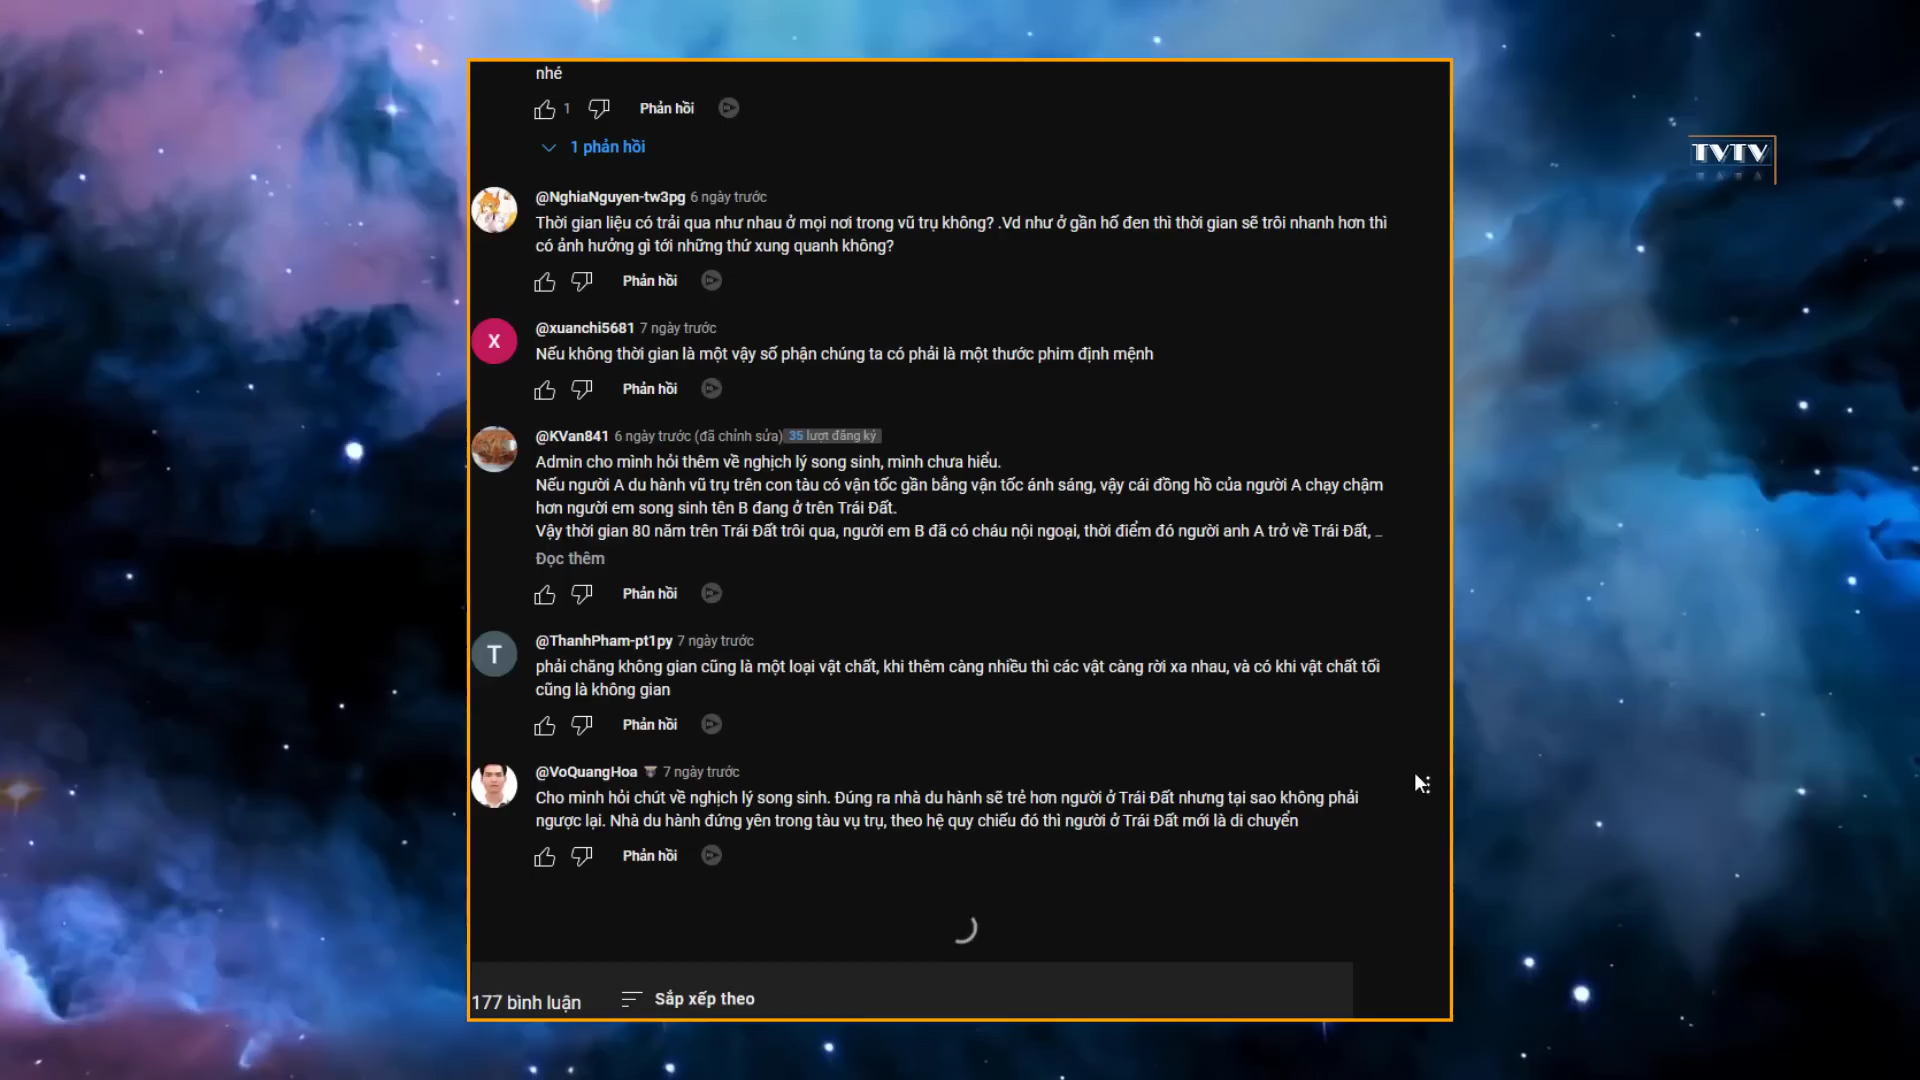 nhé
1 Phản hồi
1 phản hồi
@NghiaNguyen-tw3pg 6 ngày trước
Thời gian liệu có trải qua như nhau ở mọi nơi trong vũ trụ không? .Vd như ở gần hố đen thì thời gian sẽ trôi nhanh hơn thì
có ảnh hưởng gì tới những thứ xung quanh không?
Phản hồi
X
@xuanchi5681 7 ngày trước
Nếu không thời gian là một vậy số phận chúng ta có phải là một thước phim định mệnh
Phản hồi
@KVan841 6 ngày trước (đã chỉnh sửa) 35 lượt đăng ký
Admin cho mình hỏi thêm về nghịch lý song sinh, mình chưa hiểu.
Nếu người A du hành vũ trụ trên con tàu có vận tốc gần bằng vận tốc ánh sáng, vậy cái đồng hồ của người A chạy chậm
hơn người em song sinh tên B đang ở trên Trái Đất.
Vậy thời gian 80 năm trên Trái Đất trôi qua, người em B đã có cháu nội ngoại, thời điểm đó người anh A trở về Trái Đất, ...
Đọc thêm
Phản hồi
T
@ThanhPham-pt1py 7 ngày trước
phải chăng không gian cũng là một loại vật chất, khi thêm càng nhiều thì các vật càng rời xa nhau, và có khi vật chất tối
cũng là không gian
Phản hồi
@VoQuangHoa 7 ngày trước
Cho mình hỏi chút về nghịch lý song sinh. Đúng ra nhà du hành sẽ trẻ hơn người ở Trái Đất nhưng tại sao không phải
ngược lại. Nhà du hành đứng yên trong tàu vụ trụ, theo hệ quy chiếu đó thì người ở Trái Đất mới là di chuyển
Phản hồi
177 bình luận Sắp xếp theo
TVTV